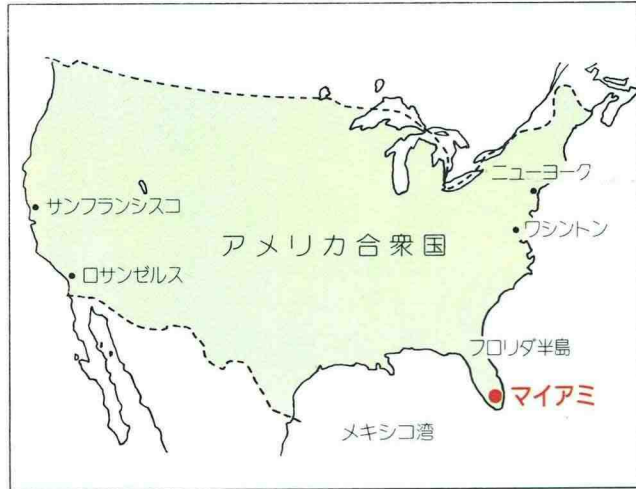 ニューヨーク
サンフランシスコ
ワシントン
アメリカ合衆国
ロサンゼルス
フロリダ半島
マイアミ
メキシコ湾